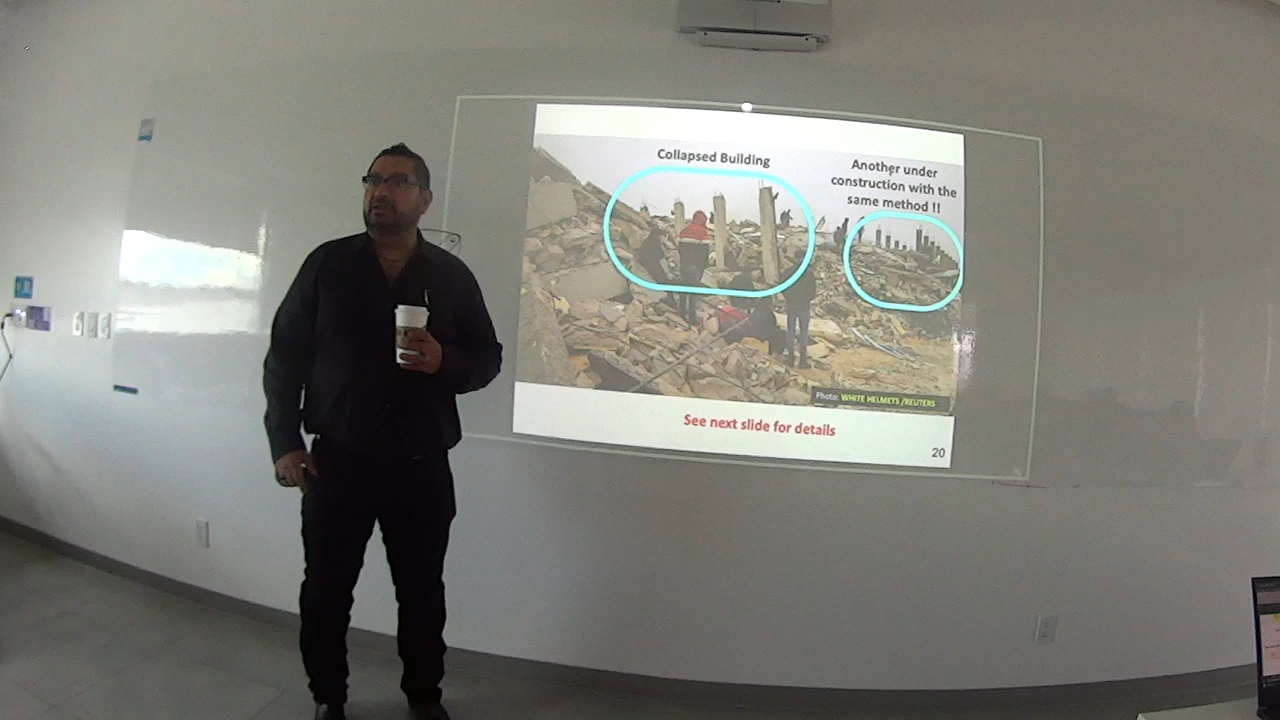 Collapsed Building
Another under
construction with the
same method !!
Photo: WHITE HELMETS /REUTERS
See next slide for details
20